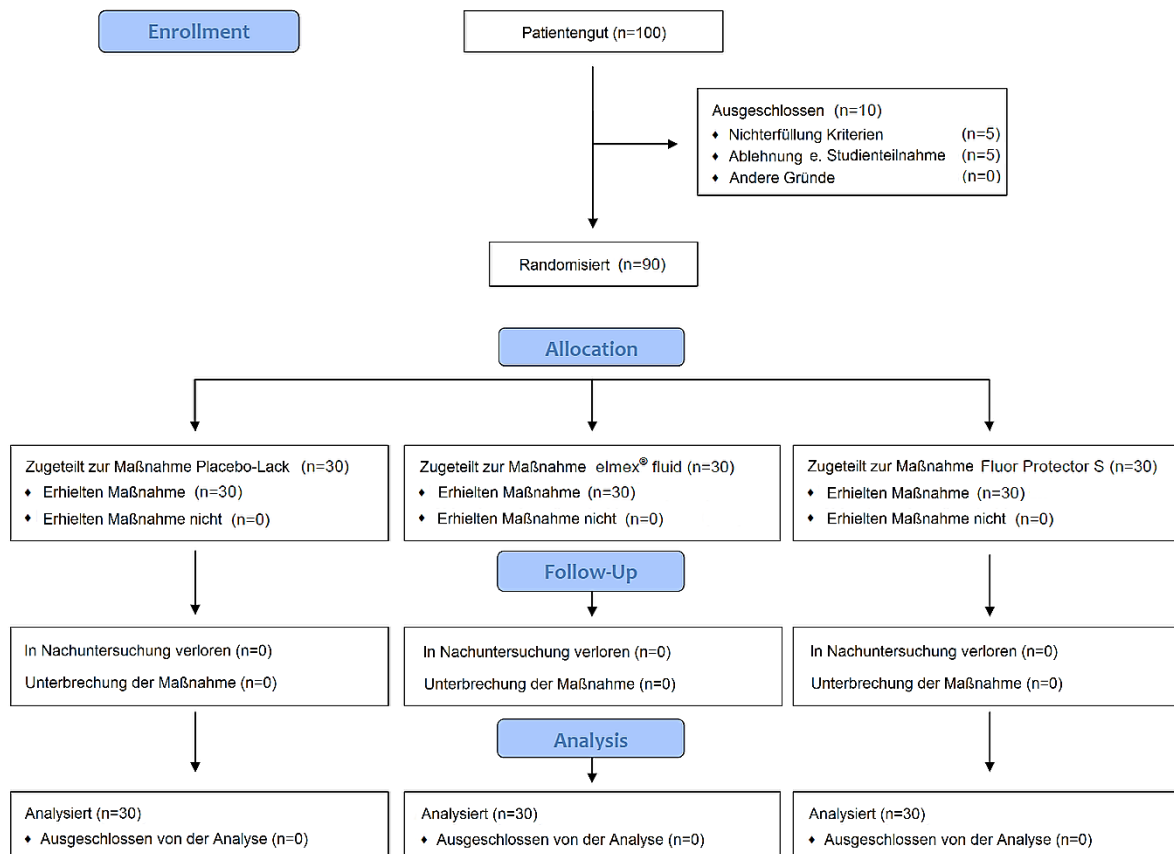 Enrollment
Patientengut (n=100)
Ausgeschlossen (n=10)
♦ Nichterfüllung Kriterien (n=5)
♦ Ablehnung e. Studienteilnahme (n=5)
♦ Andere Gründe (n=0)
Randomisiert (n=90)
Allocation
Zugeteilt zur Maßnahme Placebo-Lack (n=30)
♦ Erhielten Maßnahme (n=30)
♦ Erhielten Maßnahme nicht (n=0)
Zugeteilt zur Maßnahme elmex® fluid (n=30)
♦ Erhielten Maßnahme (n=30)
♦ Erhielten Maßnahme nicht (n=0)
Zugeteilt zur Maßnahme Fluor Protector S (n=30)
♦ Erhielten Maßnahme (n=30)
♦ Erhielten Maßnahme nicht (n=0)
Follow-Up
In Nachuntersuchung verloren (n=0)
Unterbrechung der Maßnahme (n=0)
In Nachuntersuchung verloren (n=0)
Unterbrechung der Maßnahme (n=0)
In Nachuntersuchung verloren (n=0)
Unterbrechung der Maßnahme (n=0)
Analysis
Analysiert (n=30)
♦ Ausgeschlossen von der Analyse (n=0)
Analysiert (n=30)
♦ Ausgeschlossen von der Analyse (n=0)
Analysiert (n=30)
♦ Ausgeschlossen von der Analyse (n=0)